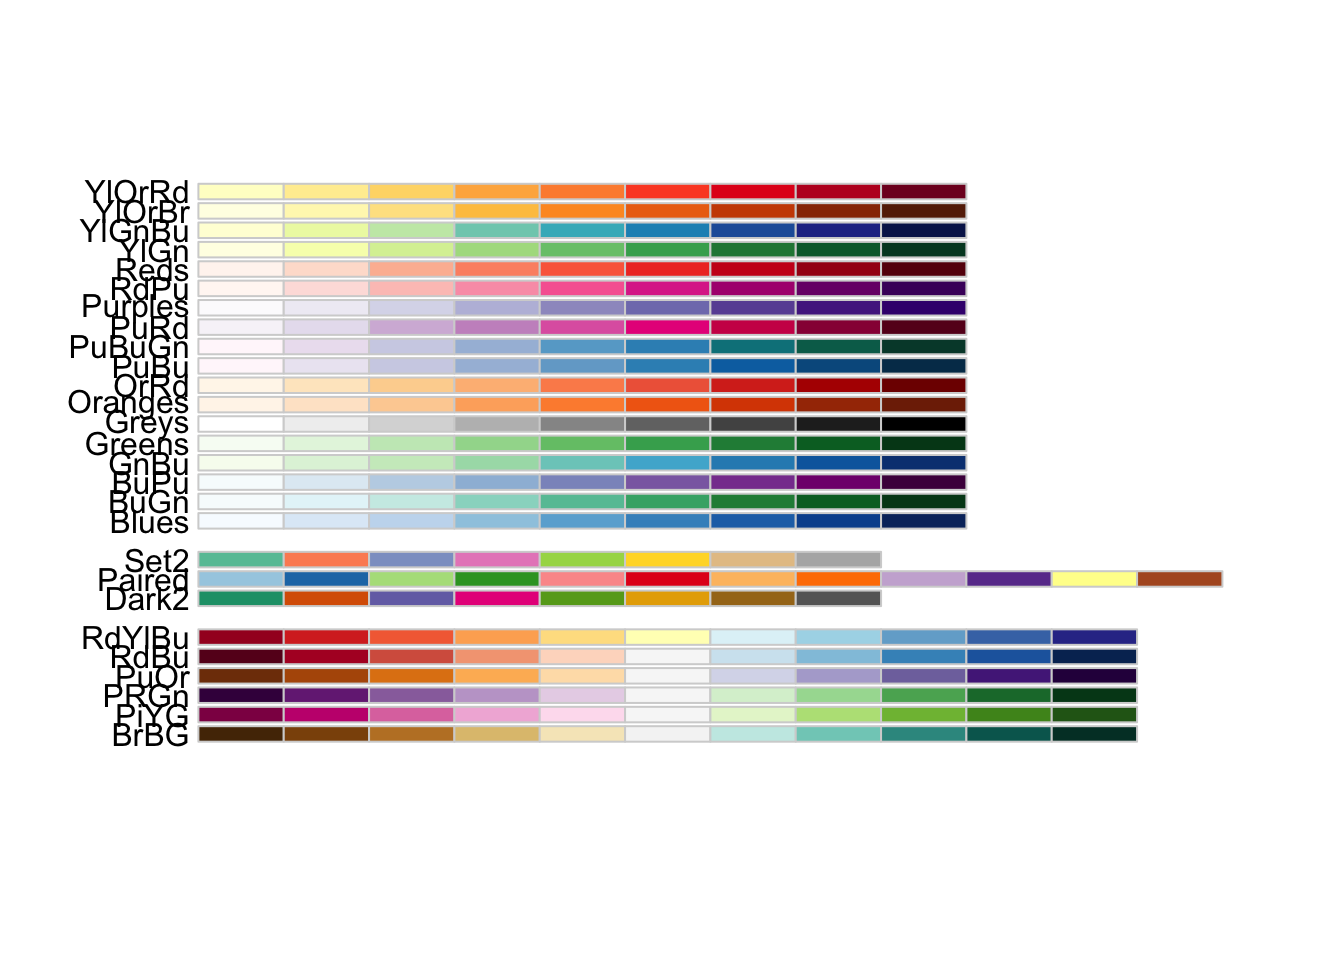 YlOrRd
YlOrBr
YlGnBu
YlGn
Reds
RdPu
Purples
PuRd
PuBuGn
PuBu
OrRd
Oranges
Greys
Greens
GnBu
BuPu
BuGn
Blues
Set2
Paired
Dark2
RdYlBu
RdBu
PuOr
PRGn
PiYG
BrBG